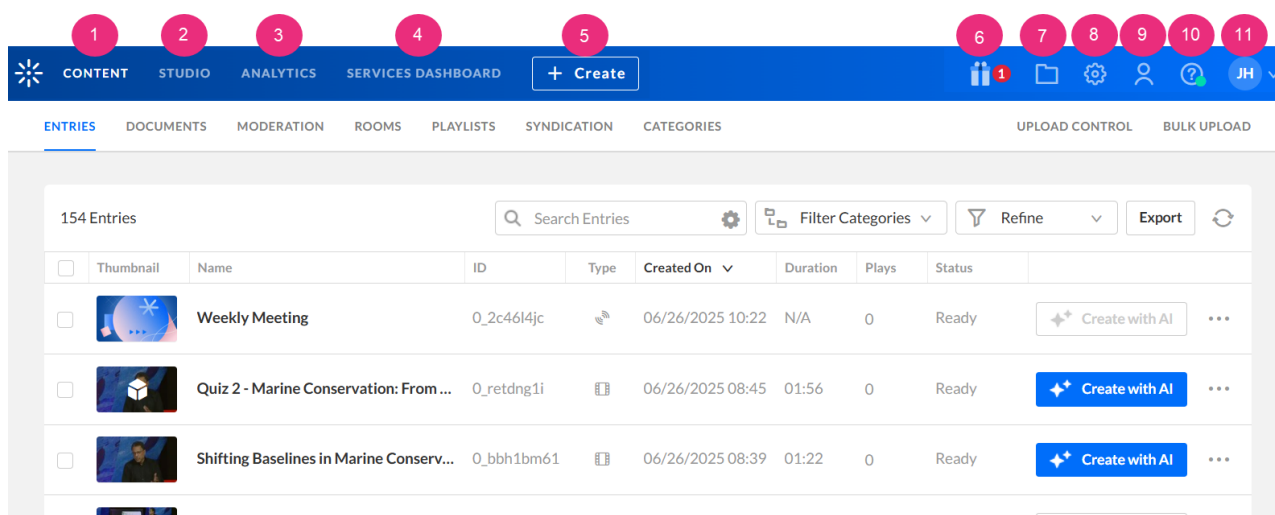 1 2 3 4 5 6 7 8 9 10 11
CONTENT STUDIO ANALYTICS SERVICES DASHBOARD + Create 1 JH
ENTRIES DOCUMENTS MODERATION ROOMS PLAYLISTS SYNDICATION CATEGORIES UPLOAD CONTROL BULK UPLOAD
154 Entries Search Entries Filter Categories Refine Export
Thumbnail Name ID Type Created On Duration Plays Status
Weekly Meeting 0_2c46l4jc 06/26/2025 10:22 N/A 0 Ready Create with AI
Quiz 2 - Marine Conservation: From ... 0_retdng1i 06/26/2025 08:45 01:56 0 Ready Create with AI
Shifting Baselines in Marine Conserv... 0_bbh1bm61 06/26/2025 08:39 01:22 0 Ready Create with AI